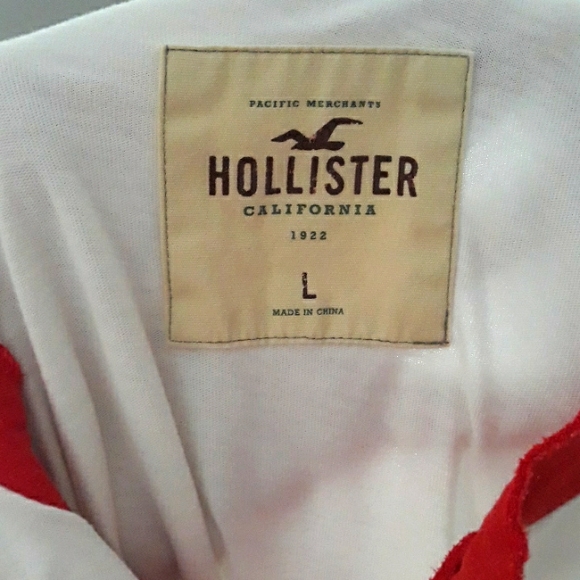 PACIFIC MERCHANTS
HOLLISTER
CALIFORNIA
1922
L
MADE IN CHINA